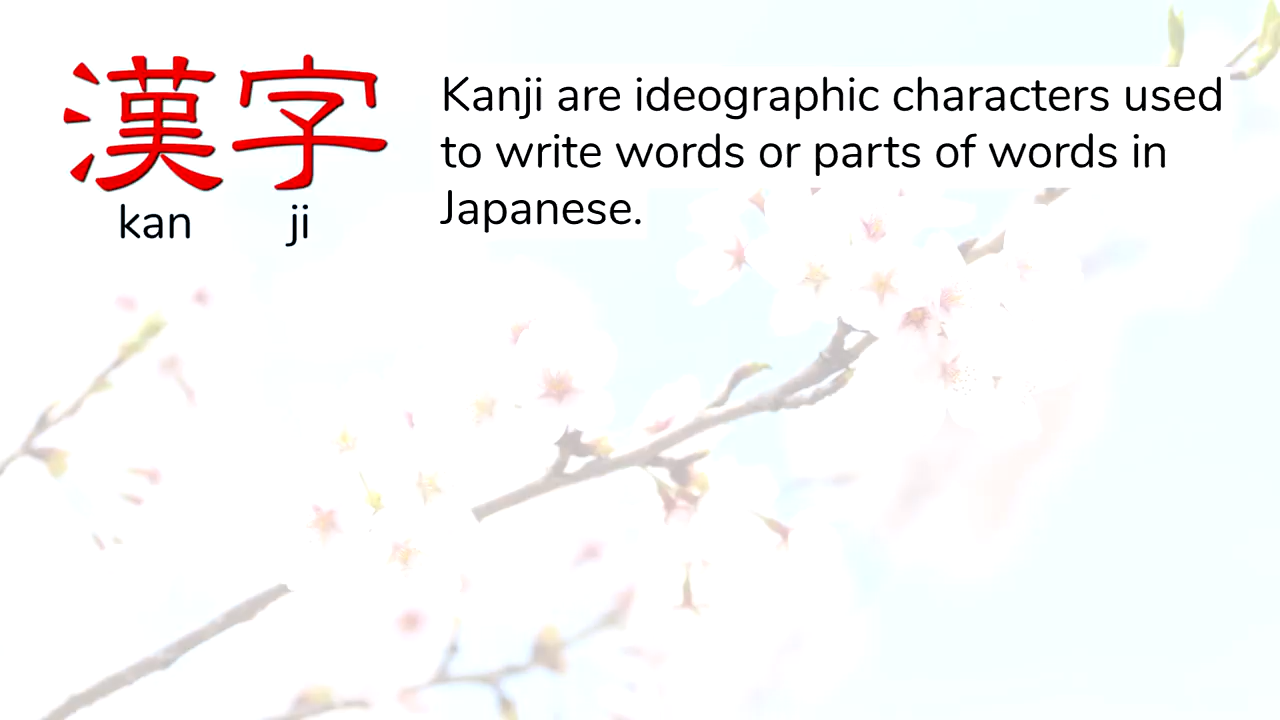 漢字
kan ji
Kanji are ideographic characters used
to write words or parts of words in
Japanese.